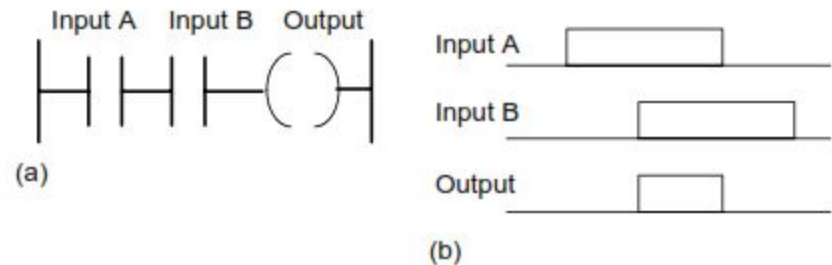 Input A Input B Output
(a)
Input A
Input B
Output
(b)